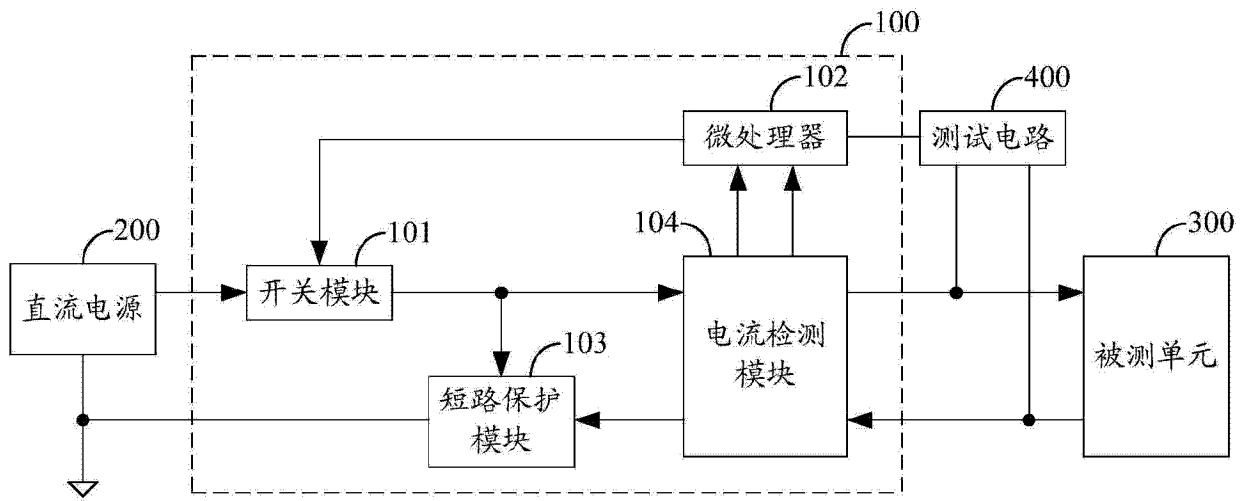 100
102
微处理器
400
测试电路
200
直流电源
101
开关模块
104
电流检测
模块
300
被测单元
103
短路保护
模块